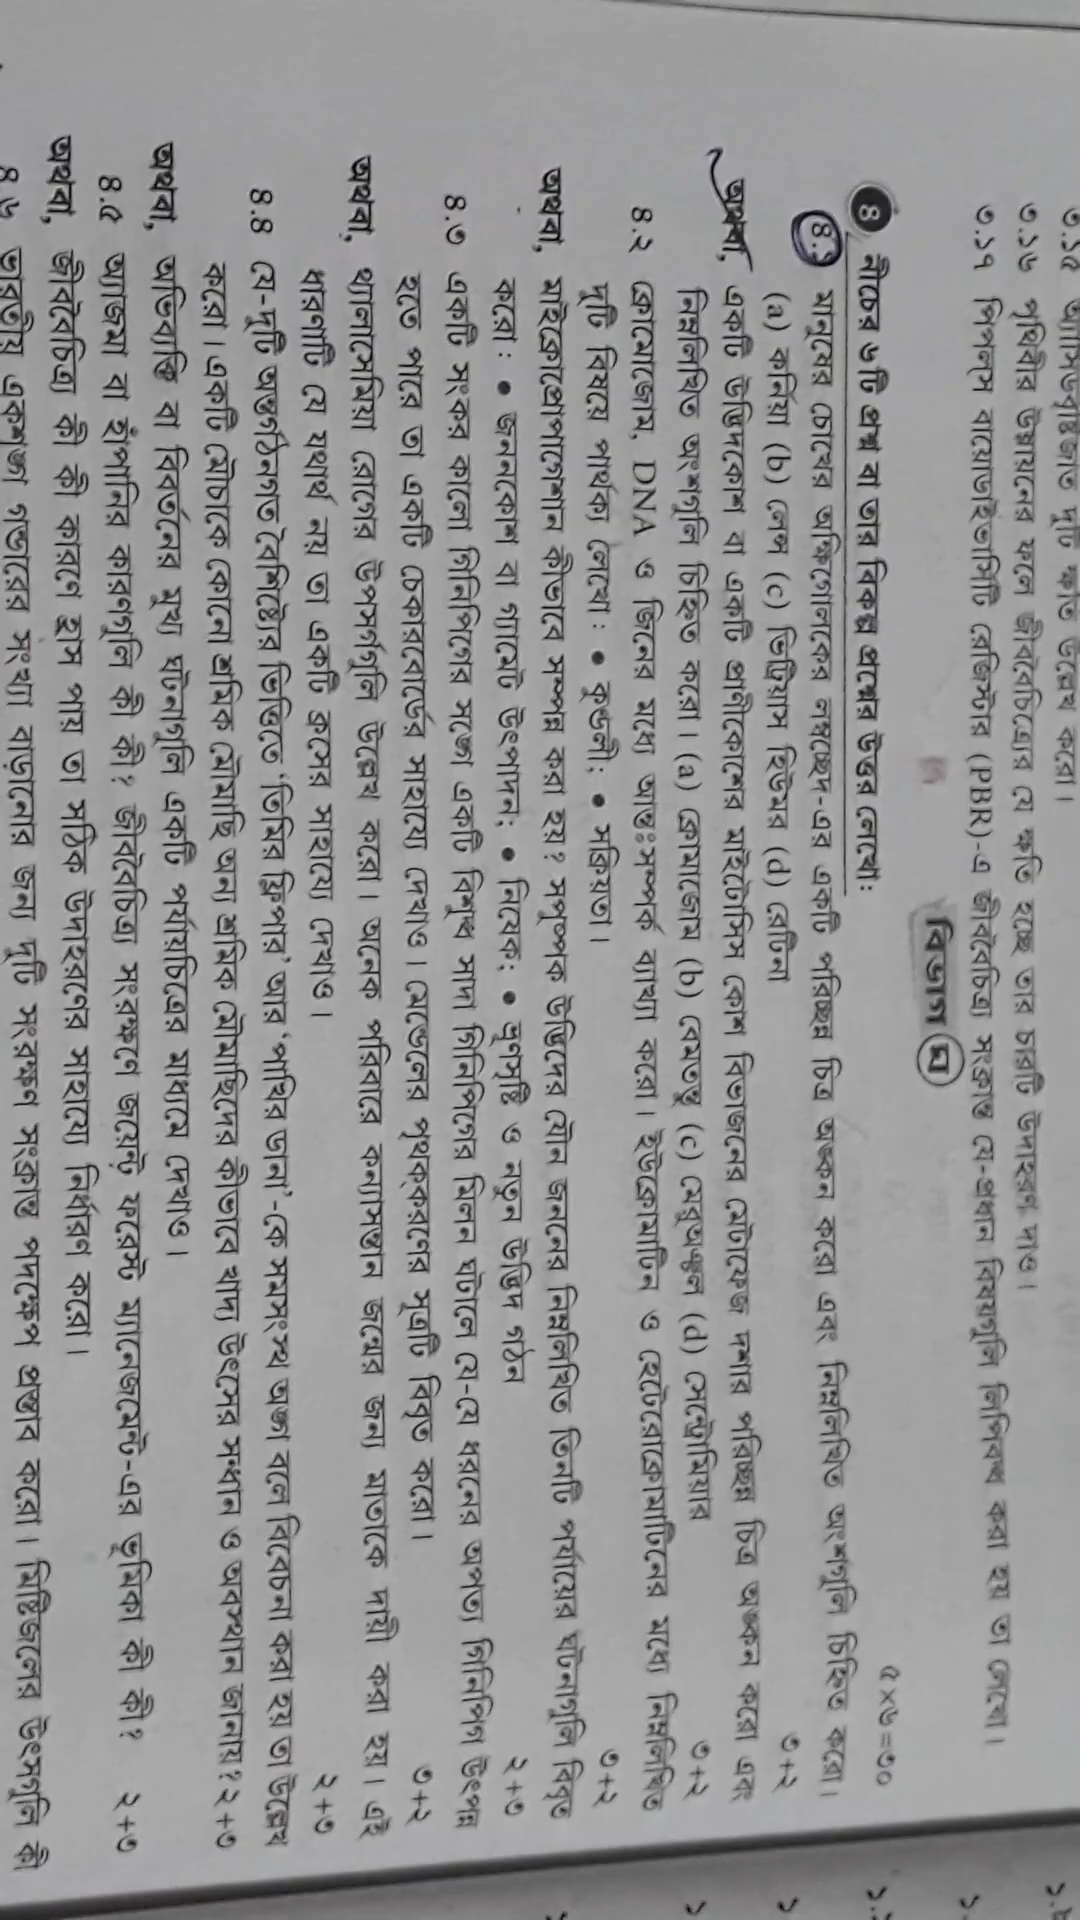 ৩.১৫ অ্যাসিডবৃষ্টিজনিত দুটি ক্ষতি উল্লেখ করো।
৩.১৬ পৃথিবীর উন্নায়নের ফলে জীববৈচিত্র্যের যে ক্ষতি হচ্ছে তার চারটি উদাহরণ দাও।
৩.১৭ পিপলস বায়োডাইভার্সিটি রেজিস্টার (PBR)-এ জীববৈচিত্র্য সংক্রান্ত যে-প্রধান বিষয়গুলি লিপিবদ্ধ করা হয় তা লেখো।
বিভাগ ঘ
৪ নীচের ৬টি প্রশ্ন বা তার বিকল্প প্রশ্নের উত্তর লেখো: ৫×৬=৩০
৪.১ মানুষের চোখের অক্ষিগোলকের লম্বচ্ছেদ-এর একটি পরিচ্ছন্ন চিত্র অঙ্কন করো এবং নিম্নলিখিত অংশগুলি চিহ্নিত করো।
(a) কর্নিয়া (b) লেন্স (c) ভিট্রিয়াস হিউমর (d) রেটিনা ৩+২
অথবা, একটি উদ্ভিদকোশ বা একটি প্রাণীকোশের মাইটোসিস কোশ বিভাজনের মেটাফেজ দশার পরিচ্ছন্ন চিত্র অঙ্কন করো এবং
নিম্নলিখিত অংশগুলি চিহ্নিত করো। (a) ক্রোমোজোম (b) বেমতন্তু (c) মেরুঅঞ্চল (d) সেন্ট্রোমিয়ার ৩+২
৪.২ ক্রোমোজোম, DNA ও জিনের মধ্যে আন্তঃসম্পর্ক ব্যাখ্যা করো। ইউক্রোমাটিন ও হেটেরোক্রোমাটিনের মধ্যে নিম্নলিখিত
দুটি বিষয়ে পার্থক্য লেখো: • কুণ্ডলী; • সক্রিয়তা। ৩+২
অথবা, মাইক্রোপ্রোপাগেশান কীভাবে সম্পন্ন করা হয়? সপুষ্পক উদ্ভিদের যৌন জননের নিম্নলিখিত তিনটি পর্যায়ের ঘটনাগুলি বিবৃত
করো: • জননকোশ বা গ্যামেট উৎপাদন; • নিষেক; • ভ্রূণসৃষ্টি ও নতুন উদ্ভিদ গঠন ২+৩
৪.৩ একটি সংকর কালো গিনিপিগের সঙ্গে একটি বিশুদ্ধ সাদা গিনিপিগের মিলন ঘটালে যে-যে ধরনের অপত্য গিনিপিগ উৎপন্ন
হতে পারে তা একটি চেকারবোর্ডের সাহায্যে দেখাও। মেন্ডেলের পৃথক্‌করণের সূত্রটি বিবৃত করো। ৩+২
অথবা, থ্যালাসেমিয়া রোগের উপসর্গগুলি উল্লেখ করো। অনেক পরিবারে কন্যাসন্তান জন্মের জন্য মাতাকে দায়ী করা হয়। এই
ধারণাটি যে যথার্থ নয় তা একটি ক্রসের সাহায্যে দেখাও। ২+৩
৪.৪ যে-দুটি অন্তর্গঠনগত বৈশিষ্ট্যের ভিত্তিতে ‘তিমির ফ্লিপার’ আর ‘পাখির ডানা’-কে সমসংস্থ অঙ্গ বলে বিবেচনা করা হয় তা উল্লেখ
করো। একটি মৌচাকে কোনো শ্রমিক মৌমাছি অন্য শ্রমিক মৌমাছিদের কীভাবে খাদ্য উৎসের সন্ধান ও অবস্থান জানায়? ২+৩
অথবা, অভিব্যক্তি বা বিবর্তনের মুখ্য ঘটনাগুলি একটি পর্যায়চিত্রের মাধ্যমে দেখাও।
৪.৫ অ্যাজমা বা হাঁপানির কারণগুলি কী কী? জীববৈচিত্র্য সংরক্ষণে জয়েন্ট ফরেস্ট ম্যানেজমেন্ট-এর ভূমিকা কী কী? ২+৩
অথবা, জীববৈচিত্র্য কী কী কারণে হ্রাস পায় তা সঠিক উদাহরণের সাহায্যে নির্ধারণ করো।
৪.৬ ভারতীয় একশৃঙ্গ গন্ডারের সংখ্যা বাড়ানোর জন্য দুটি সংরক্ষণ সংক্রান্ত পদক্ষেপ প্রস্তাব করো। মিষ্টিজলের উৎসগুলি কী